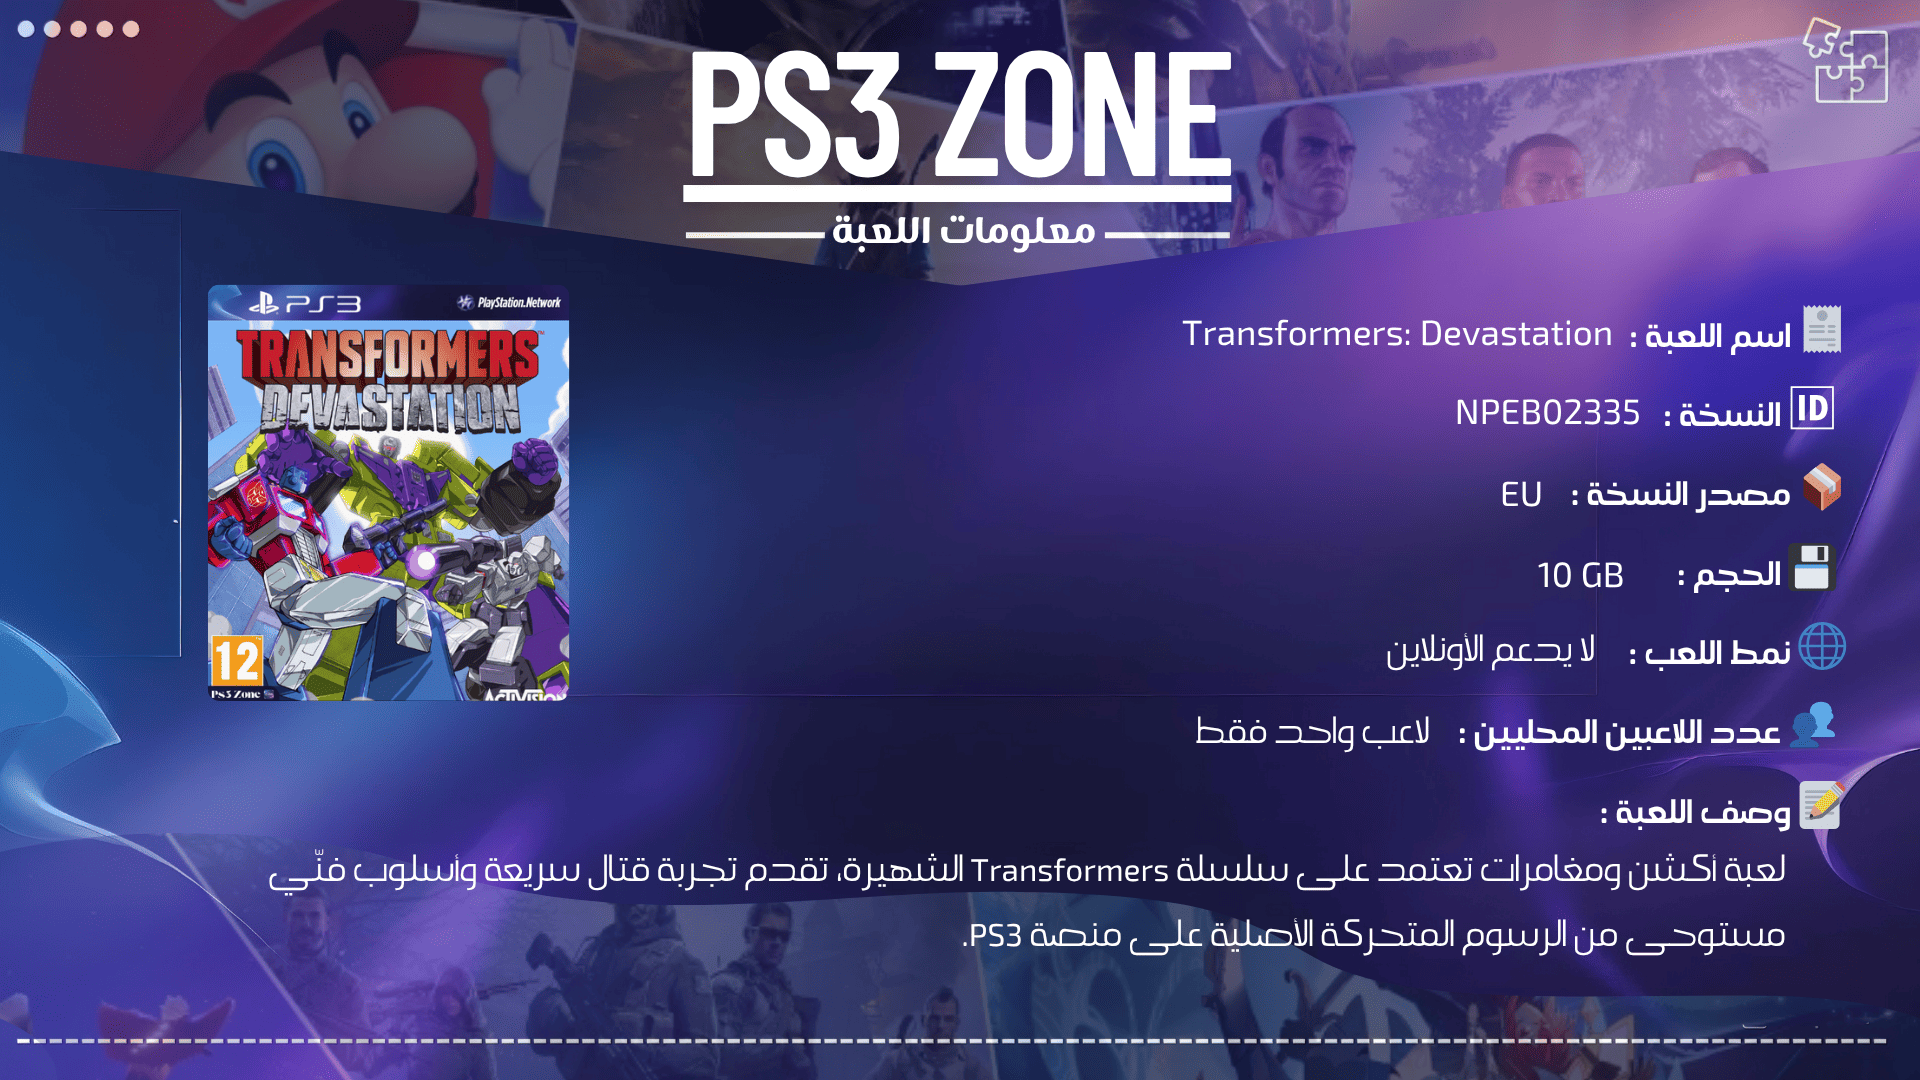 PS3 ZONE
معلومات اللعبة
PS3 PlayStation.Network
TRANSFORMERS
DEVASTATION
12
Ps3 Zone
ACTIVISION
اسم اللعبة : Transformers: Devastation
ID النسخة : NPEB02335
مصدر النسخة : EU
الحجم : 10 GB
نمط اللعب : لا يدعم الأونلاين
عدد اللاعبين المحليين : لاعب واحد فقط
وصف اللعبة :
لعبة أكشن ومغامرات تعتمد على سلسلة Transformers الشهيرة، تقدم تجربة قتال سريعة وأسلوب فنّي
مستوحى من الرسوم المتحركة الأصلية على منصة PS3.